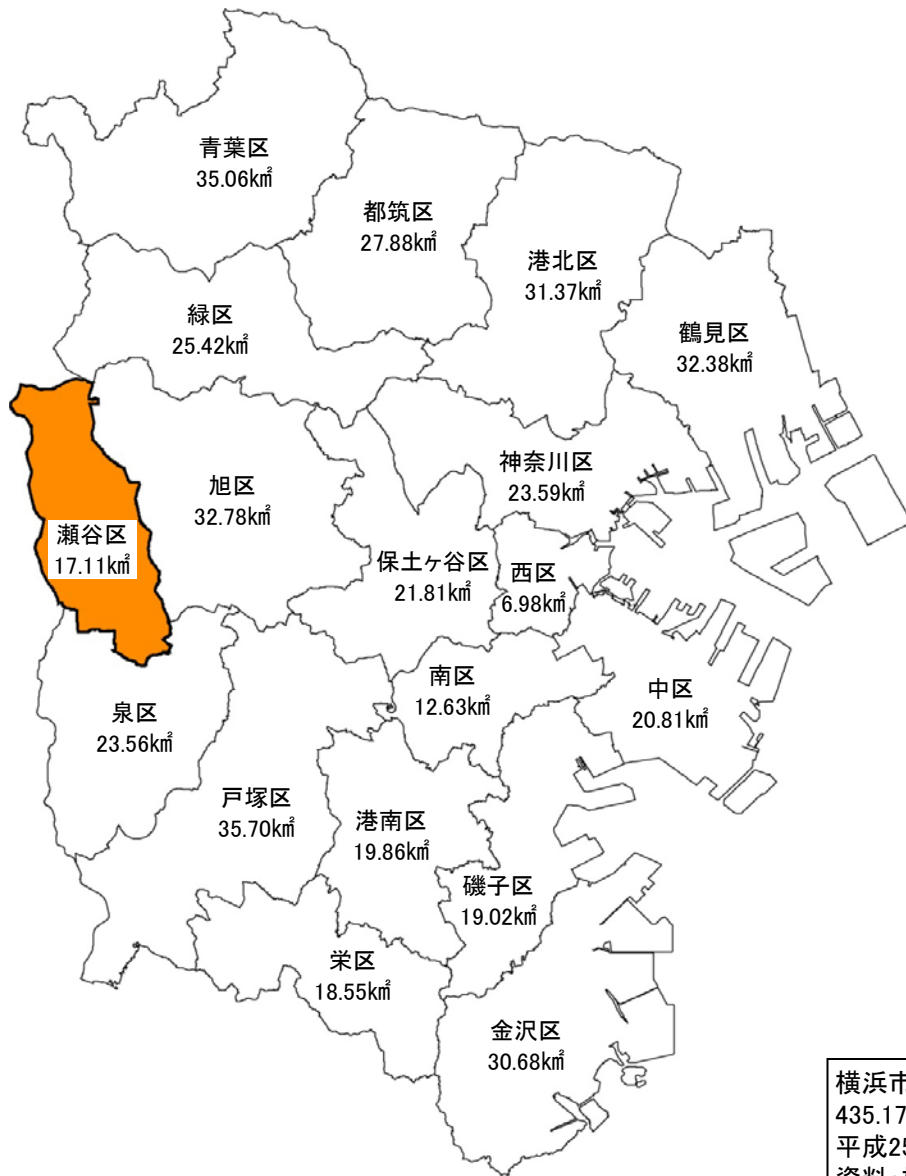 青葉区
35.06k㎡
都筑区
27.88k㎡
港北区
31.37k㎡
緑区
25.42k㎡
鶴見区
32.38k㎡
旭区
32.78k㎡
神奈川区
23.59k㎡
瀬谷区
17.11k㎡
保土ヶ谷区
21.81k㎡
西区
6.98k㎡
南区
12.63k㎡
中区
20.81k㎡
泉区
23.56k㎡
戸塚区
35.70k㎡
港南区
19.86k㎡
磯子区
19.02k㎡
栄区
18.55k㎡
金沢区
30.68k㎡
横浜市
435.17
平成25